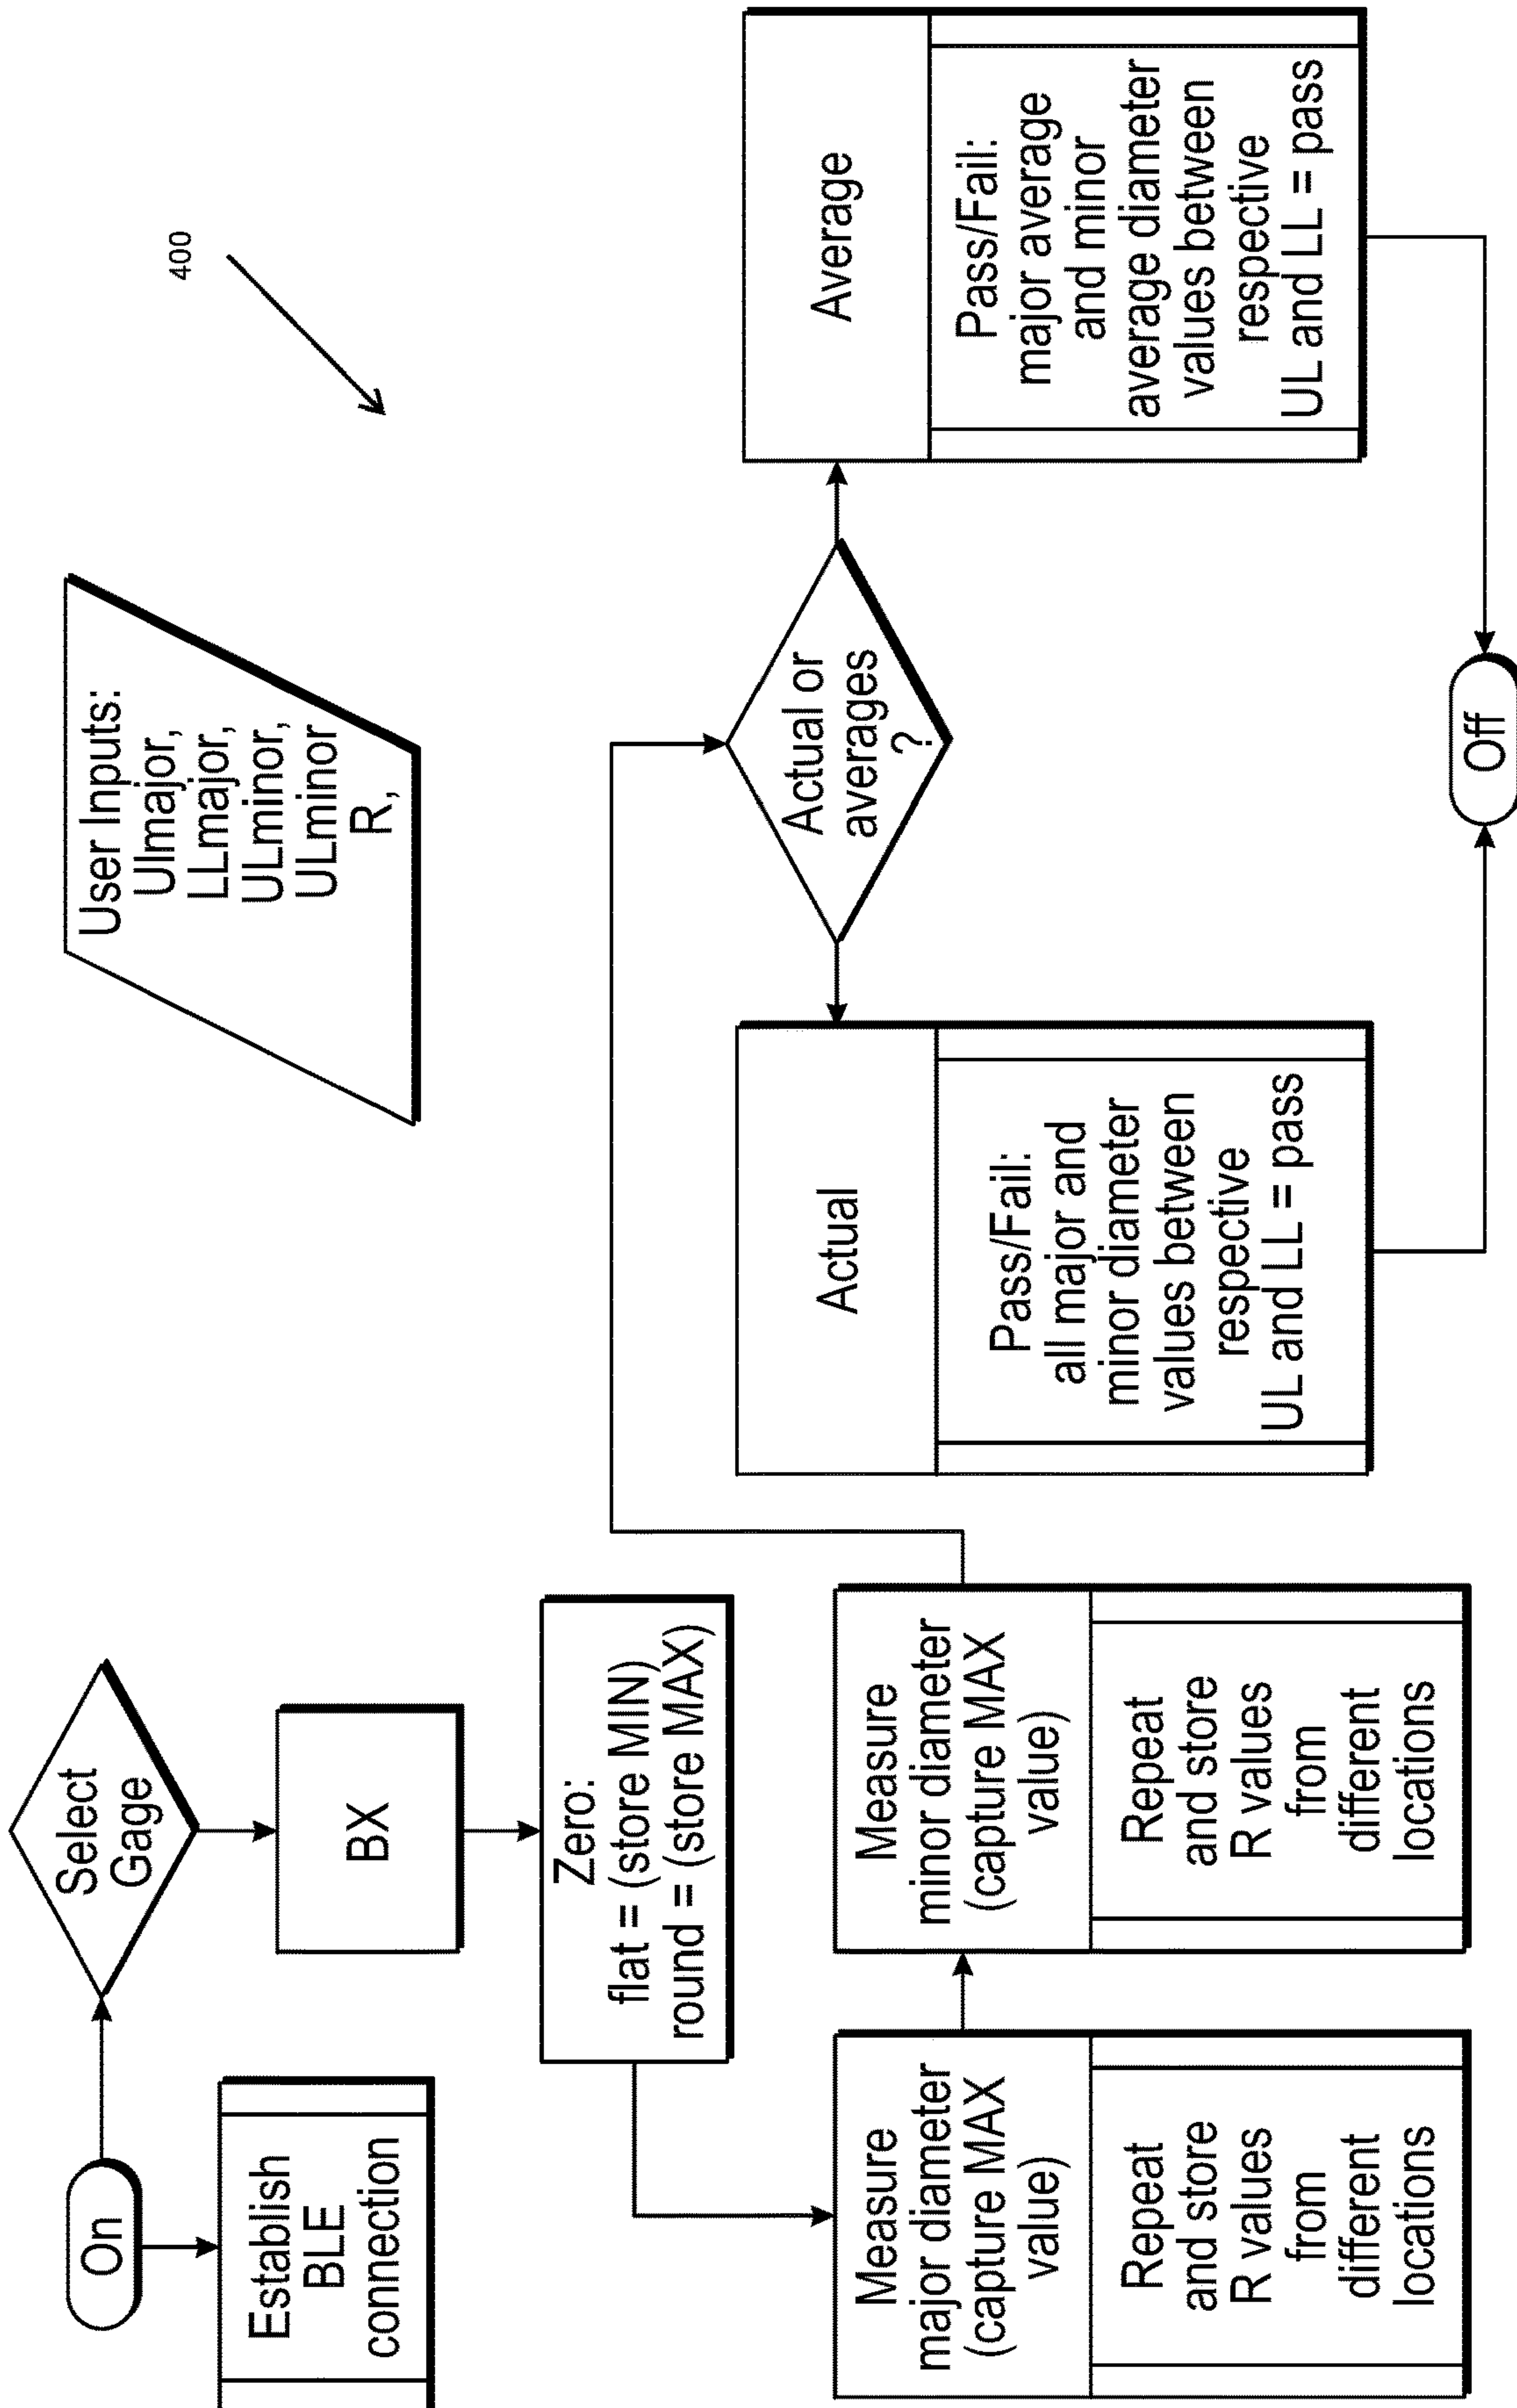 400
User Inputs:
Ulmajor,
LLmajor,
ULminor,
ULminor
R,
On
Establish
BLE
connection
Select
Gage
BX
Zero:
flat = (store MIN)
round = (store MAX)
Measure
major diameter
(capture MAX
value)
Repeat
and store
R values
from
different
locations
Measure
minor diameter
(capture MAX
value)
Repeat
and store
R values
from
different
locations
Actual or
averages
?
Actual
Pass/Fail:
all major and
minor diameter
values between
respective
UL and LL = pass
Average
Pass/Fail:
major average
and minor
average diameter
values between
respective
UL and LL = pass
Off